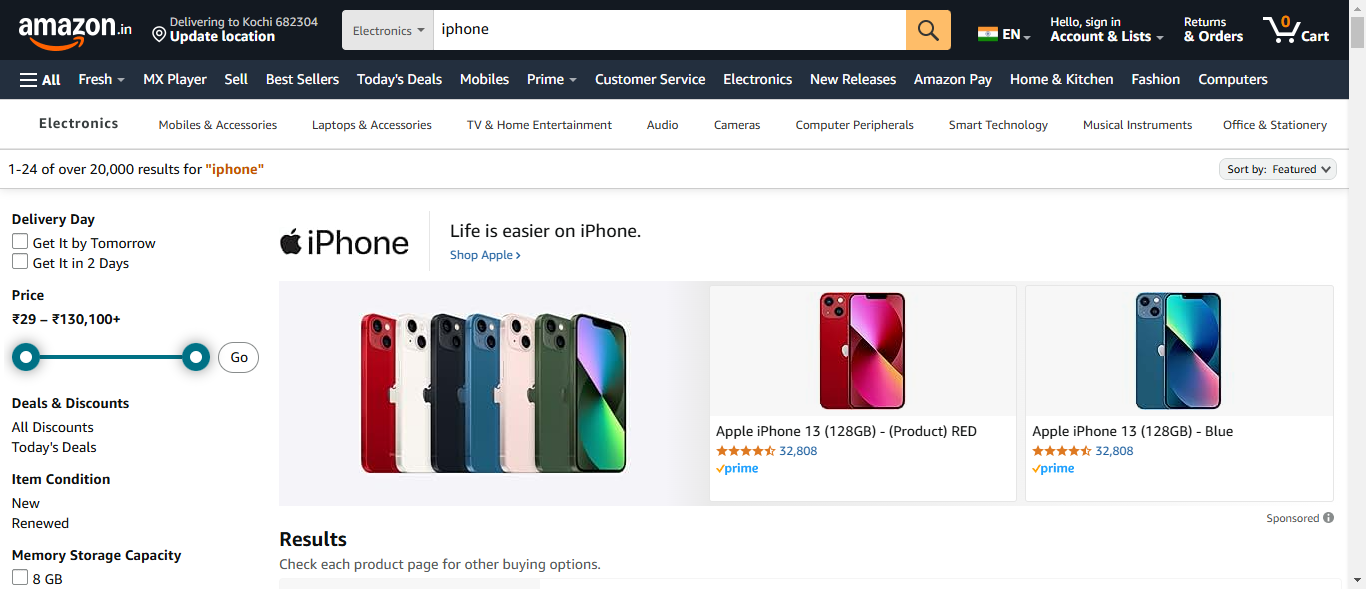 amazon.in
Delivering to Kochi 682304
Update location
Electronics
iphone
EN
Hello, sign in
Account & Lists
Returns
& Orders
0
Cart
All Fresh MX Player Sell Best Sellers Today's Deals Mobiles Prime Customer Service Electronics New Releases Amazon Pay Home & Kitchen Fashion Computers
Electronics Mobiles & Accessories Laptops & Accessories TV & Home Entertainment Audio Cameras Computer Peripherals Smart Technology Musical Instruments Office & Stationery
1-24 of over 20,000 results for "iphone"
Sort by: Featured
Delivery Day
Get It by Tomorrow
Get It in 2 Days
Price
₹29 – ₹130,100+
Go
Deals & Discounts
All Discounts
Today's Deals
Item Condition
New
Renewed
Memory Storage Capacity
8 GB
iPhone
Life is easier on iPhone.
Shop Apple ›
Apple iPhone 13 (128GB) - (Product) RED
32,808
prime
Apple iPhone 13 (128GB) - Blue
32,808
prime
Sponsored
Results
Check each product page for other buying options.